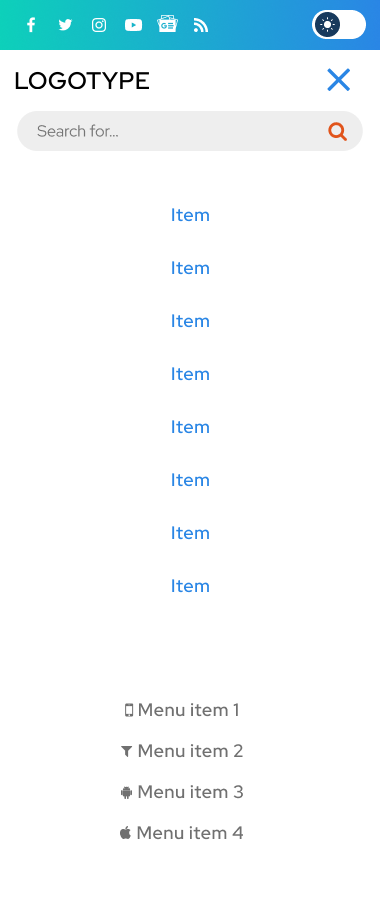 LOGOTYPE
Search for...
Item
Item
Item
Item
Item
Item
Item
Item
Menu item 1
Menu item 2
Menu item 3
Menu item 4